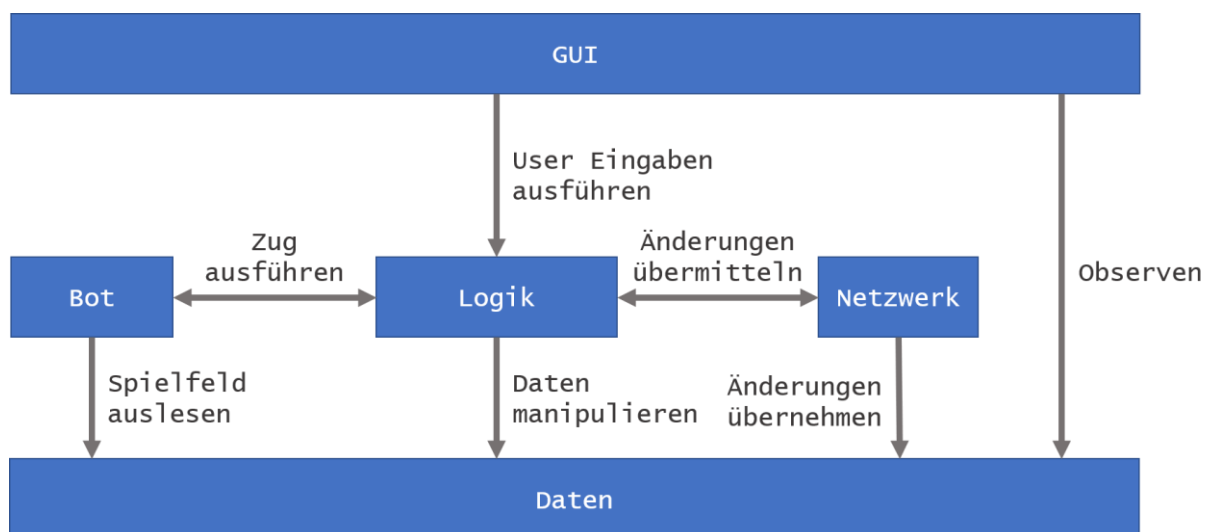 GUI
User Eingaben
ausführen
Zug
ausführen
Änderungen
übermitteln
Observen
Bot
Logik
Netzwerk
Spielfeld
auslesen
Daten
manipulieren
Änderungen
übernehmen
Daten